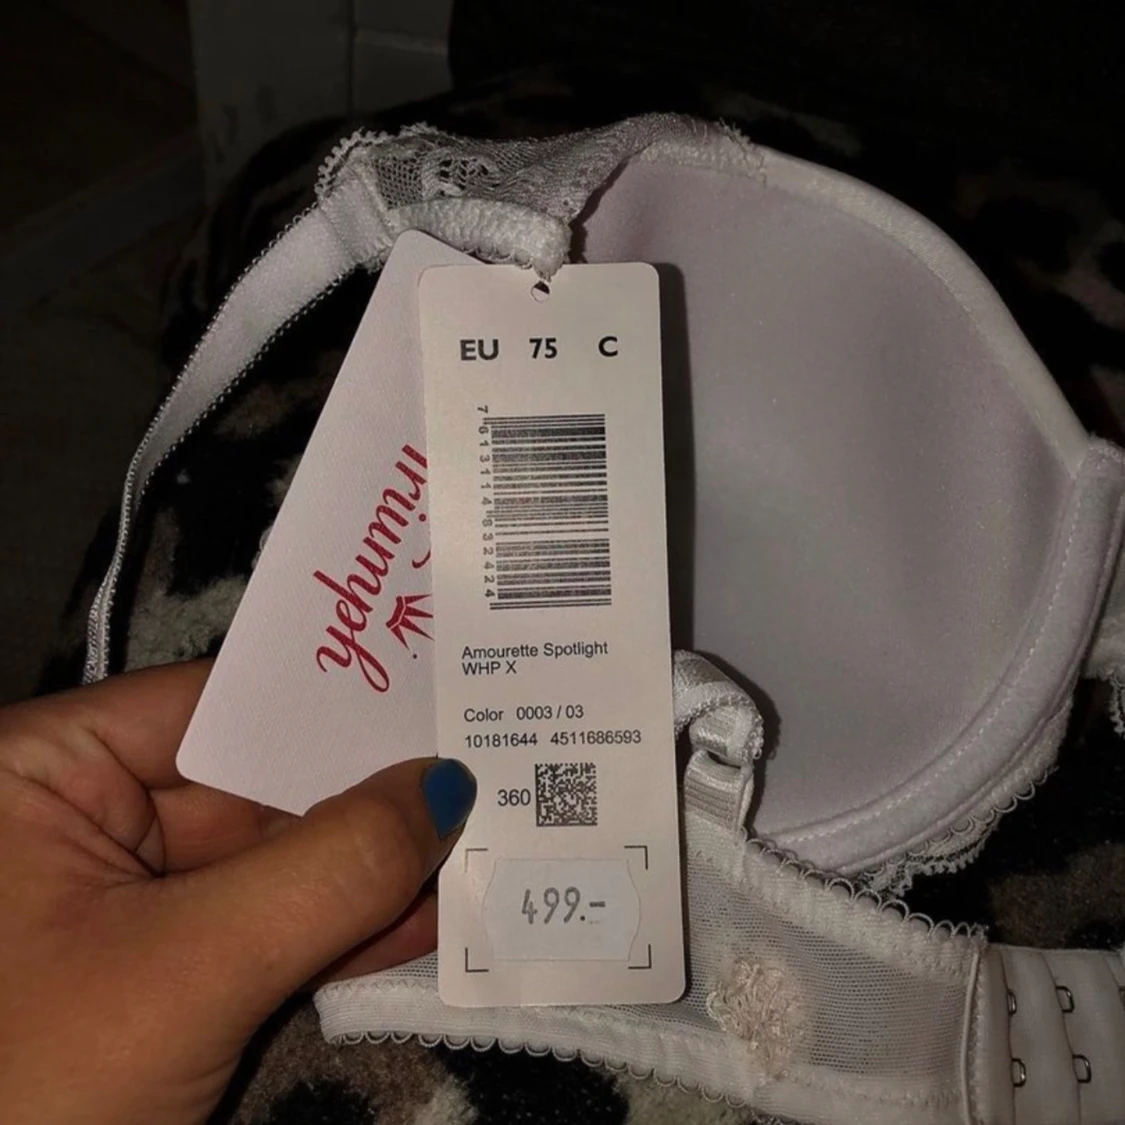 EU 75 C
7613114832424
Amourette Spotlight
WHP X
Color 0003 / 03
10181644 4511686593
360
499.-